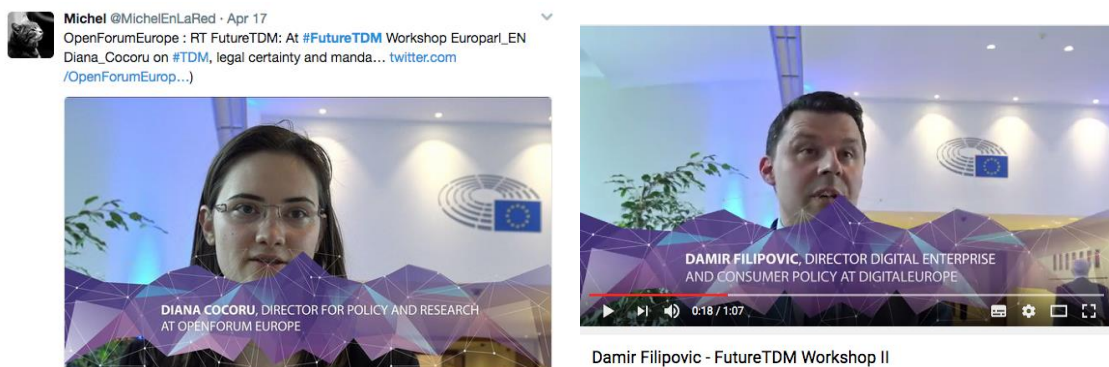 Michel @MichelEnLaRed · Apr 17
OpenForumEurope : RT FutureTDM: At #FutureTDM Workshop Europarl_EN
Diana_Cocoru on #TDM, legal certainty and manda… twitter.com
/OpenForumEurop…)
DIANA COCORU, DIRECTOR FOR POLICY AND RESEARCH
AT OPENFORUM EUROPE
DAMIR FILIPOVIC, DIRECTOR DIGITAL ENTERPRISE
AND CONSUMER POLICY AT DIGITALEUROPE
0:18 / 1:07
Damir Filipovic - FutureTDM Workshop II